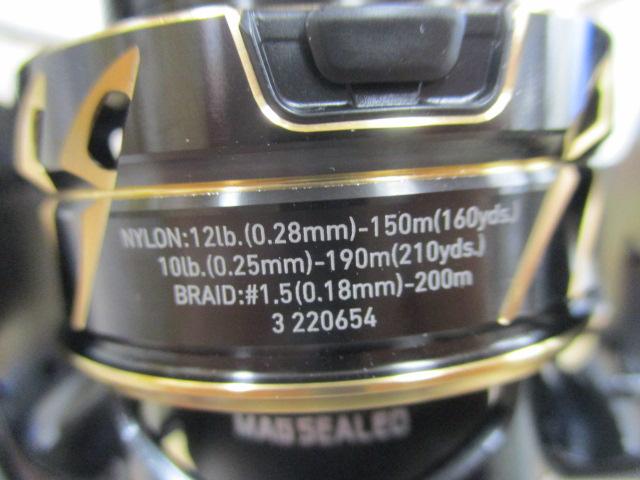 NYLON:12lb.(0.28mm)-150m(160yds.)
10lb.(0.25mm)-190m(210yds.)
BRAID:#1.5(0.18mm)-200m
3 220654
MAGSEALED